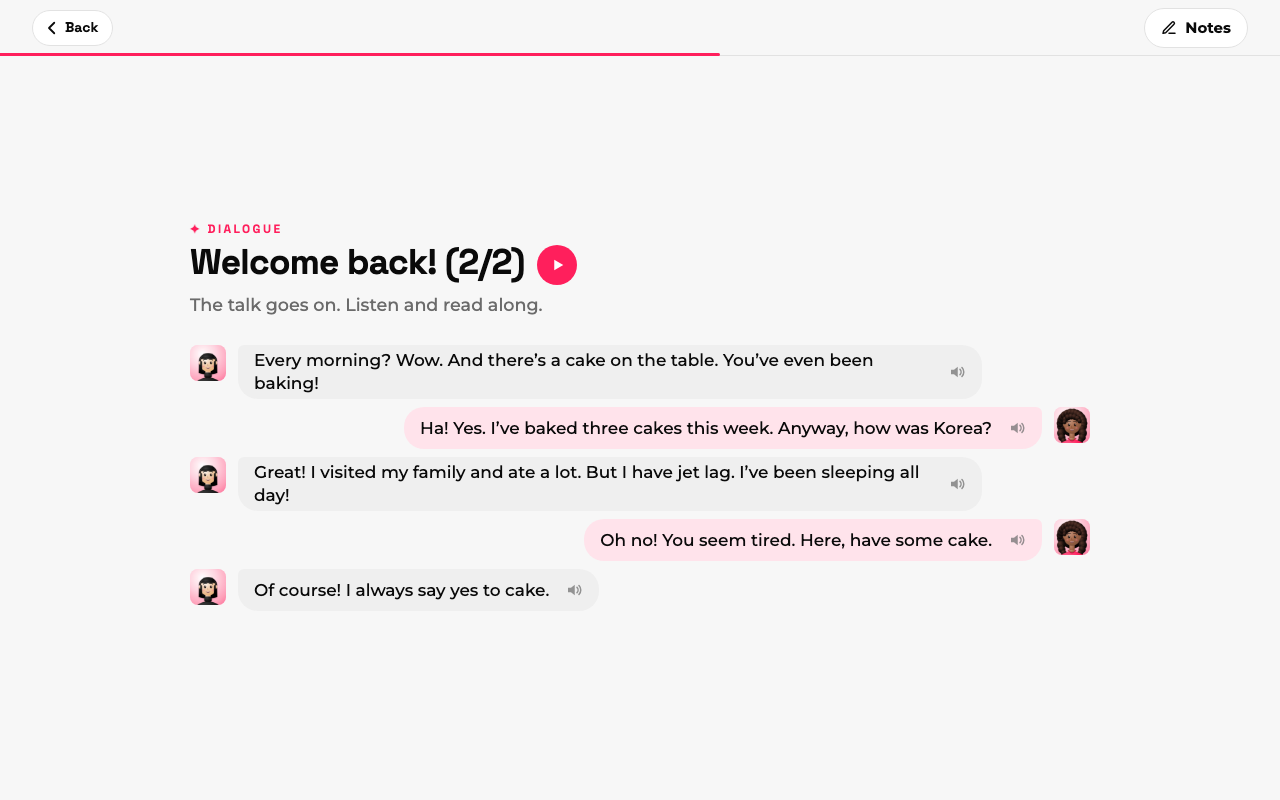 Back
Notes
DIALOGUE
Welcome back! (2/2)
The talk goes on. Listen and read along.
Every morning? Wow. And there’s a cake on the table. You’ve even been
baking!
Ha! Yes. I’ve baked three cakes this week. Anyway, how was Korea?
Great! I visited my family and ate a lot. But I have jet lag. I’ve been sleeping all
day!
Oh no! You seem tired. Here, have some cake.
Of course! I always say yes to cake.